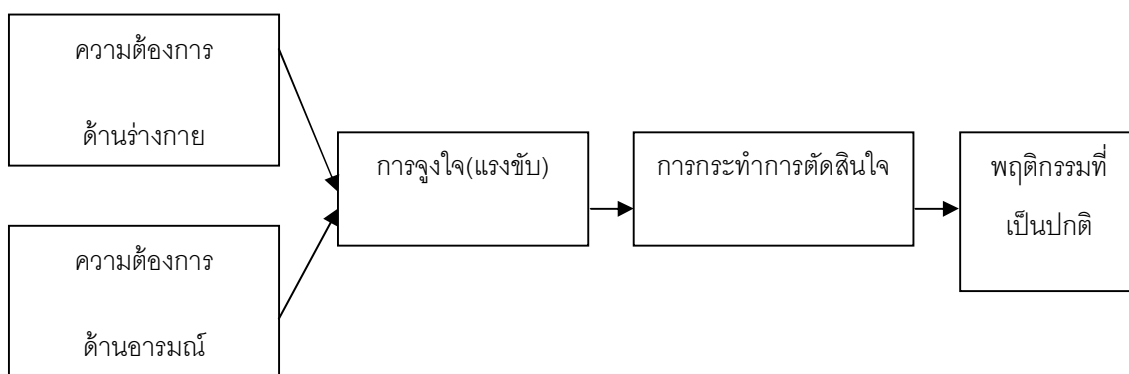 ความต้องการ
ด้านร่างกาย
ความต้องการ
ด้านอารมณ์
การจูงใจ(แรงขับ)
การกระทำการตัดสินใจ
พฤติกรรมที่
เป็นปกติ